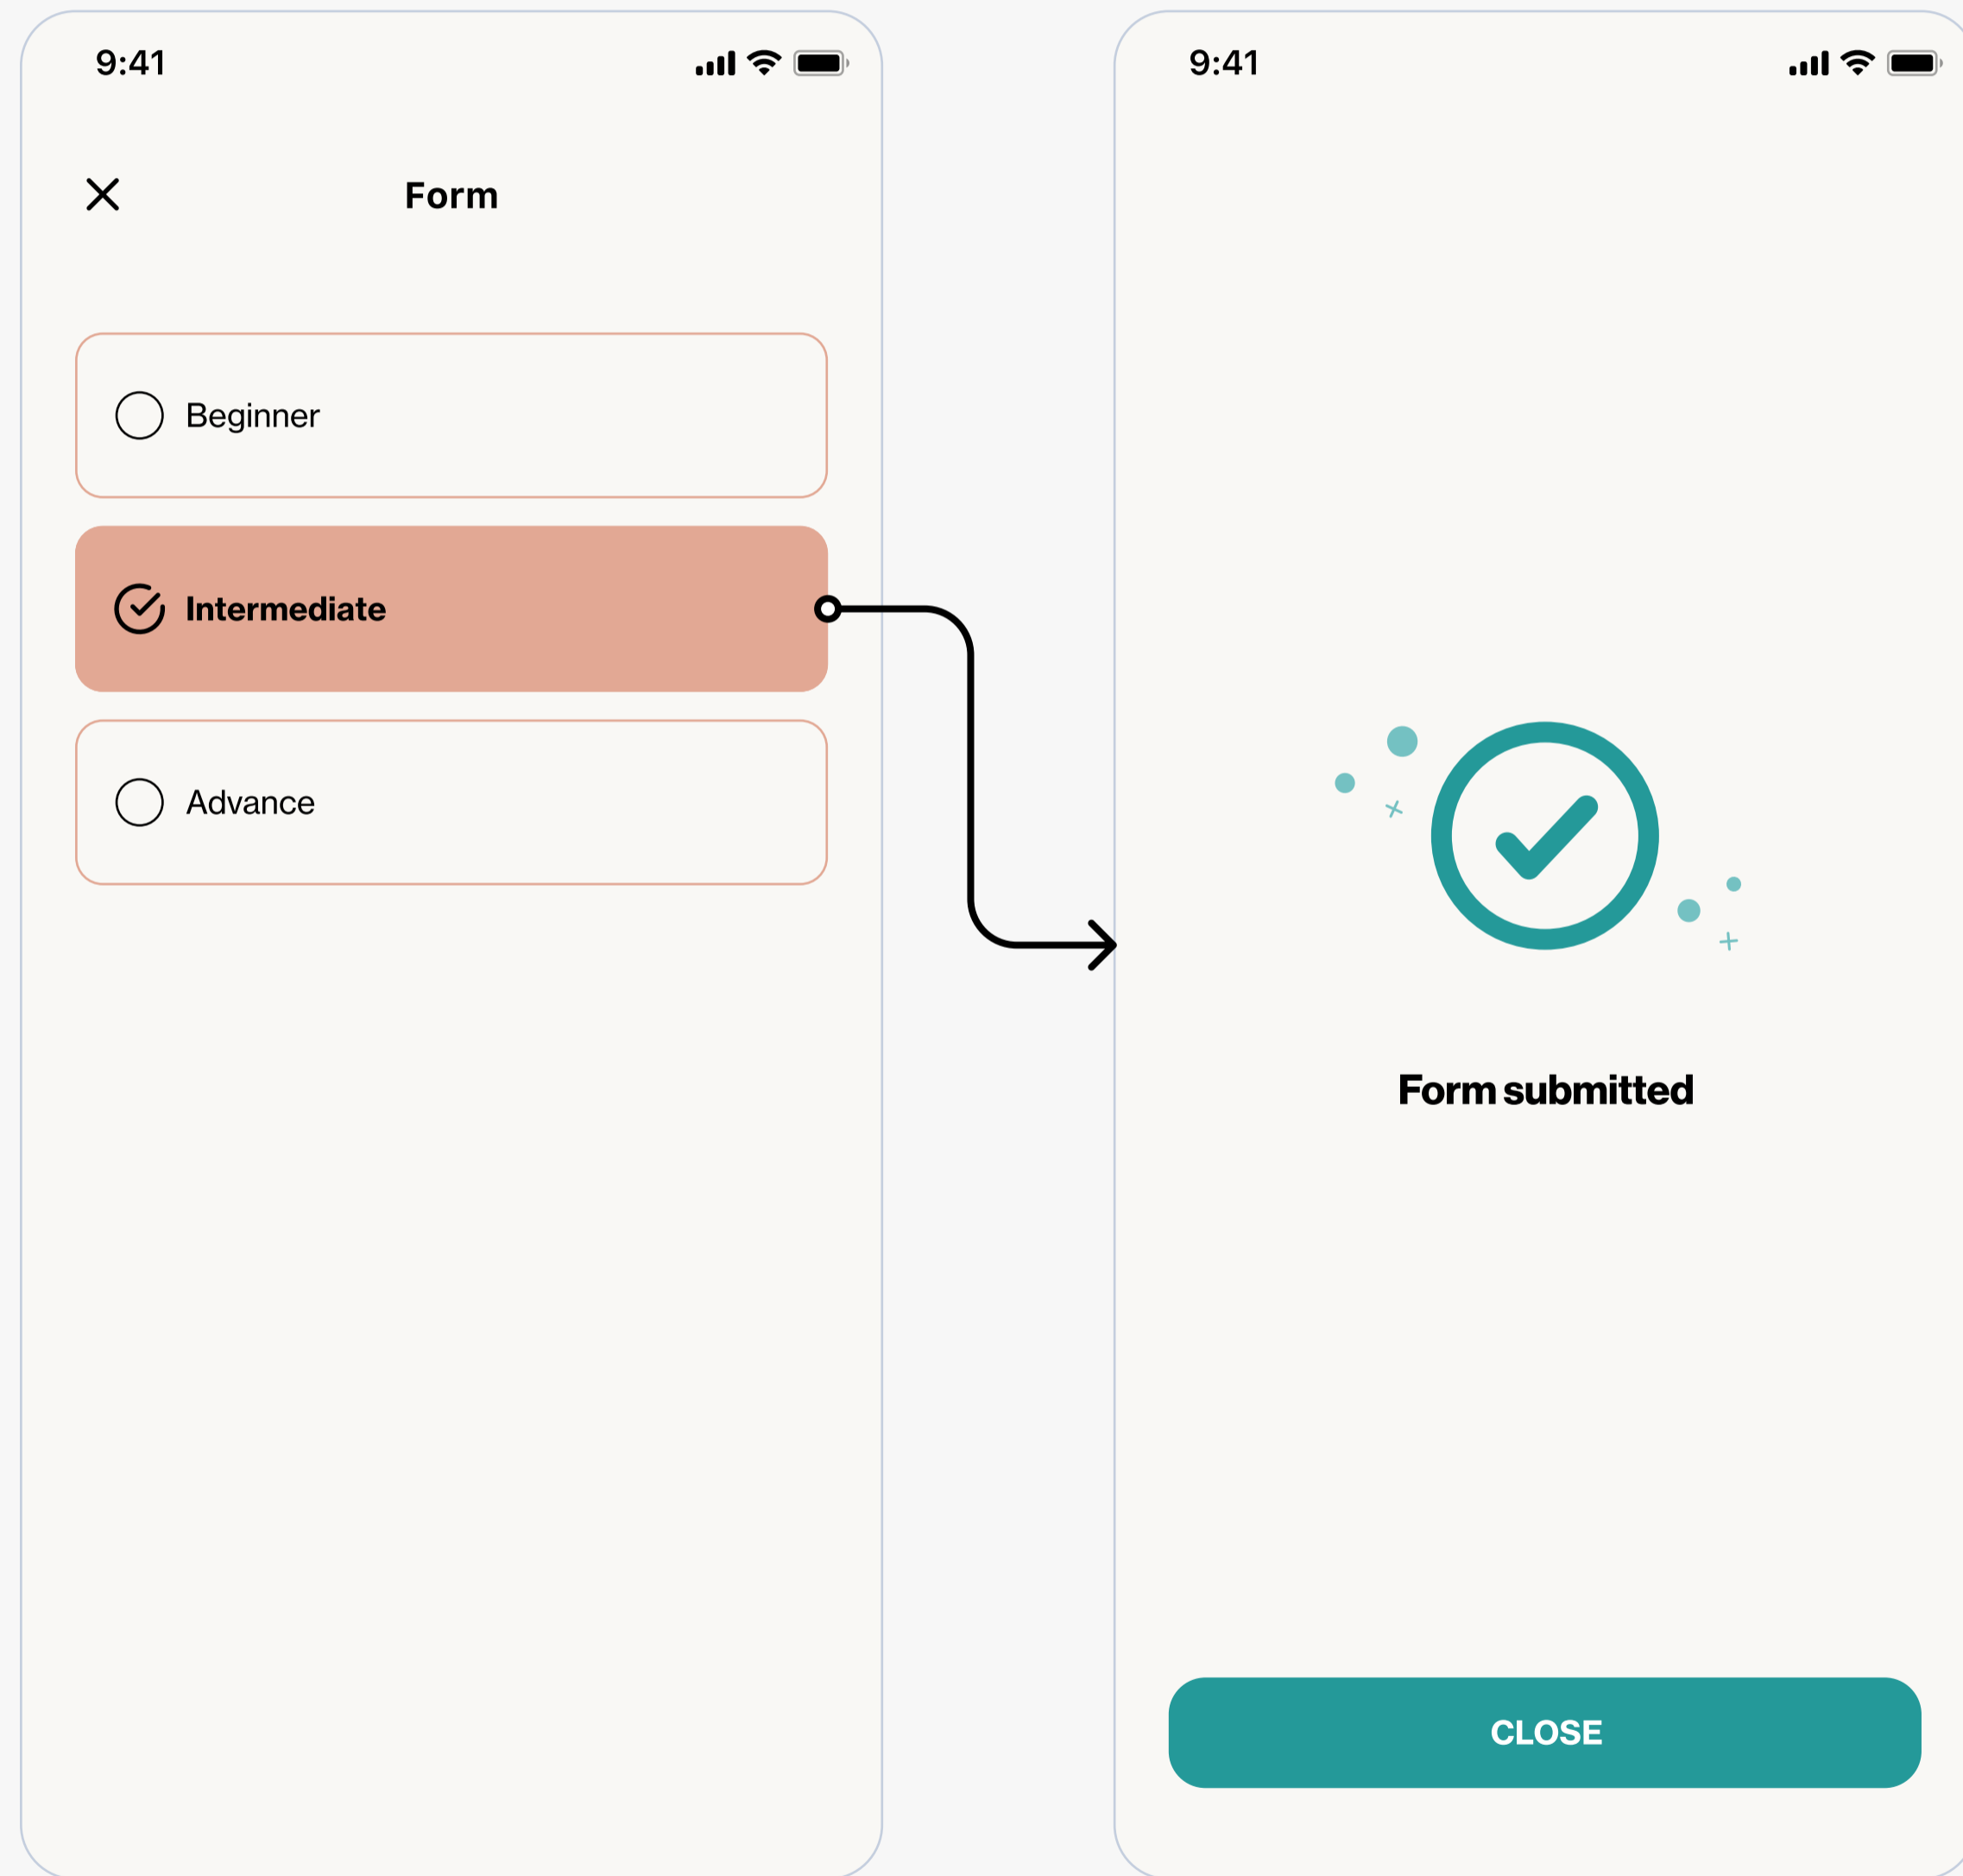 9:41
Form
Beginner
Intermediate
Advance
9:41
Form submitted
CLOSE